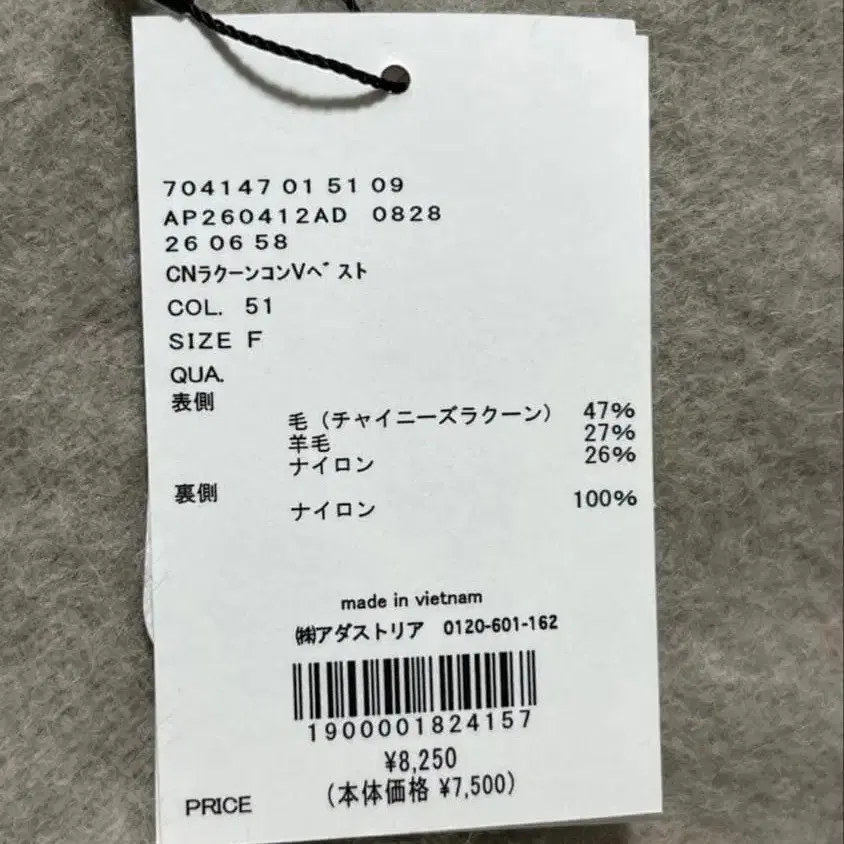 704147 01 51 09
AP260412AD 0828
26 06 58
CNラクーンコンVベスト
COL. 51
SIZE F
QUA.
表側
毛（チャイニーズラクーン） 47%
羊毛 27%
ナイロン 26%
裏側
ナイロン 100%
made in vietnam
㈱アダストリア 0120-601-162
1900001824157
¥8,250
PRICE (本体価格 ¥7,500)